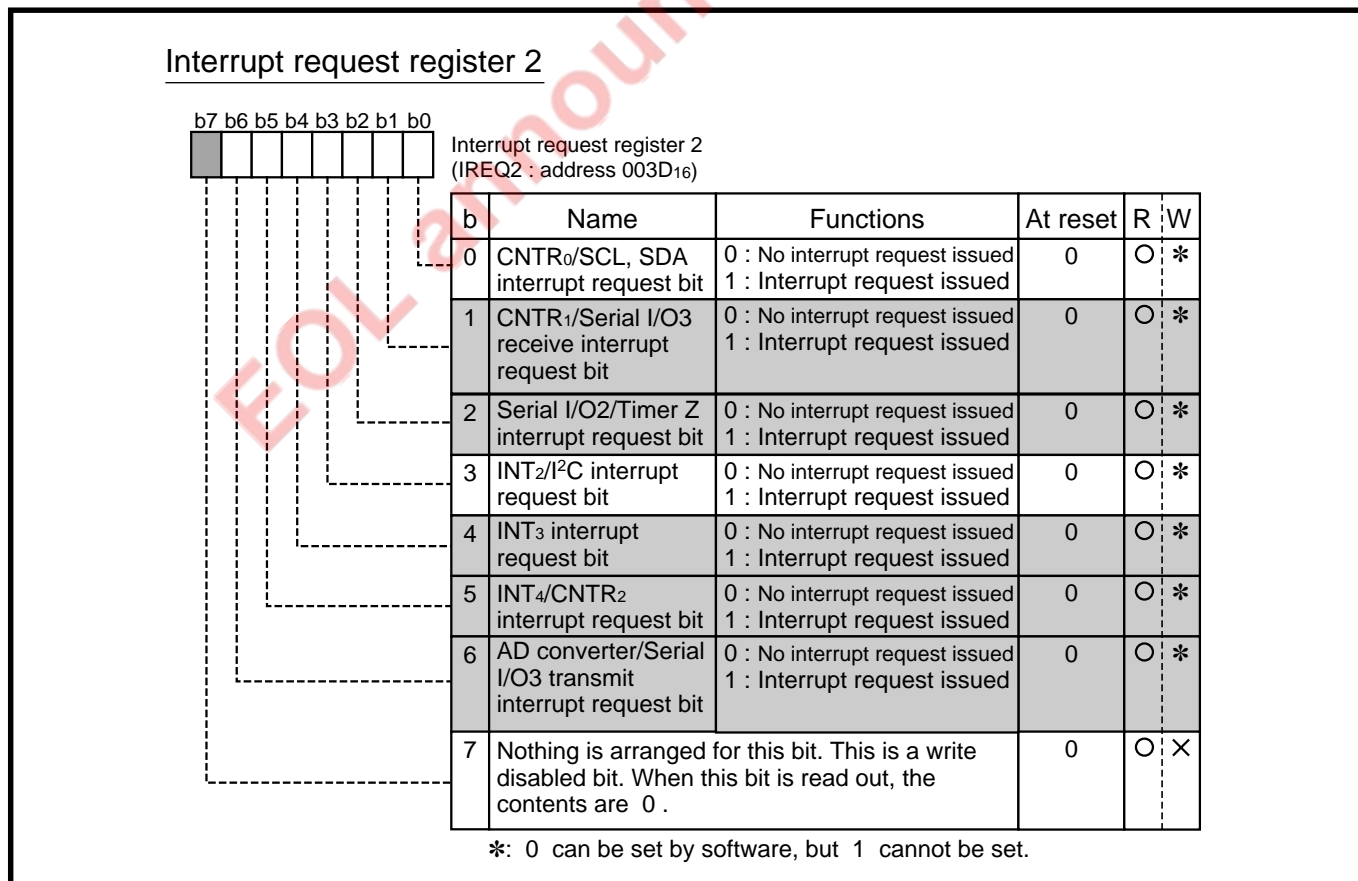 Interrupt request register 2
b7 b6 b5 b4 b3 b2 b1 b0
Interrupt request register 2
(IREQ2 : address 003D16)
b Name Functions At reset R W
0 CNTR0/SCL, SDA 0 : No interrupt request issued 0 O ✻
interrupt request bit 1 : Interrupt request issued
1 CNTR1/Serial I/O3 0 : No interrupt request issued 0 O ✻
receive interrupt 1 : Interrupt request issued
request bit
2 Serial I/O2/Timer Z 0 : No interrupt request issued 0 O ✻
interrupt request bit 1 : Interrupt request issued
3 INT2/I²C interrupt 0 : No interrupt request issued 0 O ✻
request bit 1 : Interrupt request issued
4 INT3 interrupt 0 : No interrupt request issued 0 O ✻
request bit 1 : Interrupt request issued
5 INT4/CNTR2 0 : No interrupt request issued 0 O ✻
interrupt request bit 1 : Interrupt request issued
6 AD converter/Serial 0 : No interrupt request issued 0 O ✻
I/O3 transmit 1 : Interrupt request issued
interrupt request bit
7 Nothing is arranged for this bit. This is a write 0 O ×
disabled bit. When this bit is read out, the
contents are 0 .
✻: 0 can be set by software, but 1 cannot be set.
EOL